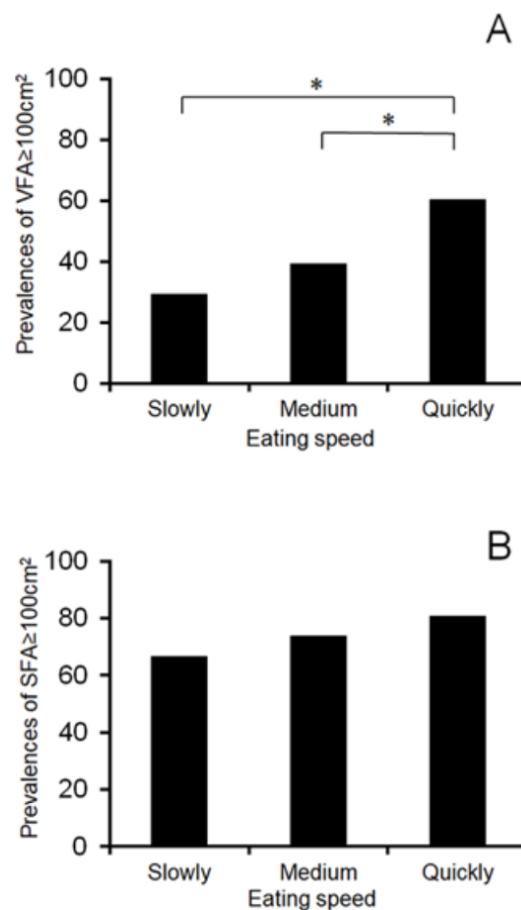 A
Prevalences of VFA≥100cm²
100
80
60
40
20
0
*
*
Slowly Medium Quickly
Eating speed
B
Prevalences of SFA≥100cm²
100
80
60
40
20
0
Slowly Medium Quickly
Eating speed